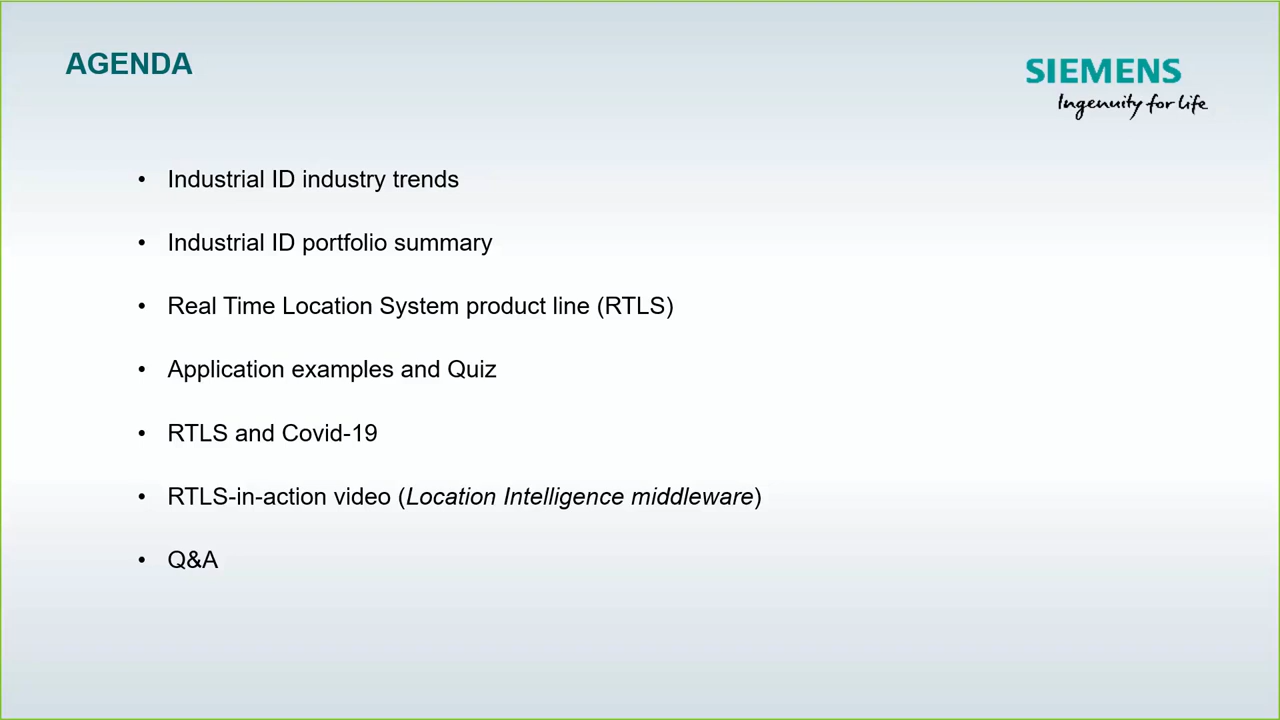 AGENDA
SIEMENS
Ingenuity for life
• Industrial ID industry trends
• Industrial ID portfolio summary
• Real Time Location System product line (RTLS)
• Application examples and Quiz
• RTLS and Covid-19
• RTLS-in-action video (Location Intelligence middleware)
• Q&A